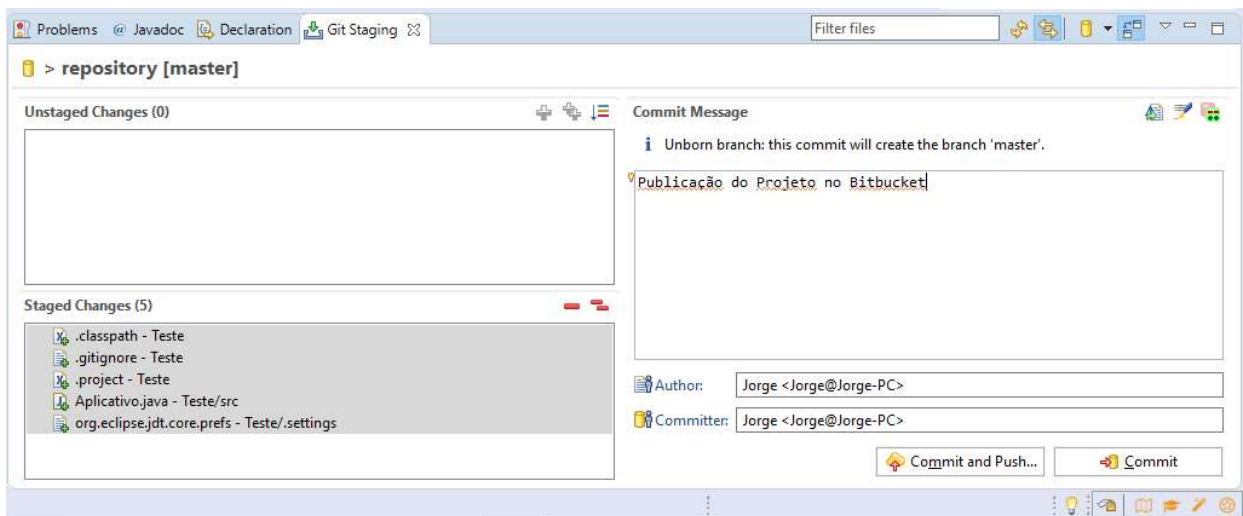 Problems @ Javadoc Declaration Git Staging
Filter files
> repository [master]
Unstaged Changes (0)
Commit Message
i Unborn branch: this commit will create the branch 'master'.
Publicação do Projeto no Bitbucket
Staged Changes (5)
.classpath - Teste
.gitignore - Teste
.project - Teste
Aplicativo.java - Teste/src
org.eclipse.jdt.core.prefs - Teste/.settings
Author: Jorge <Jorge@Jorge-PC>
Committer: Jorge <Jorge@Jorge-PC>
Commit and Push... Commit